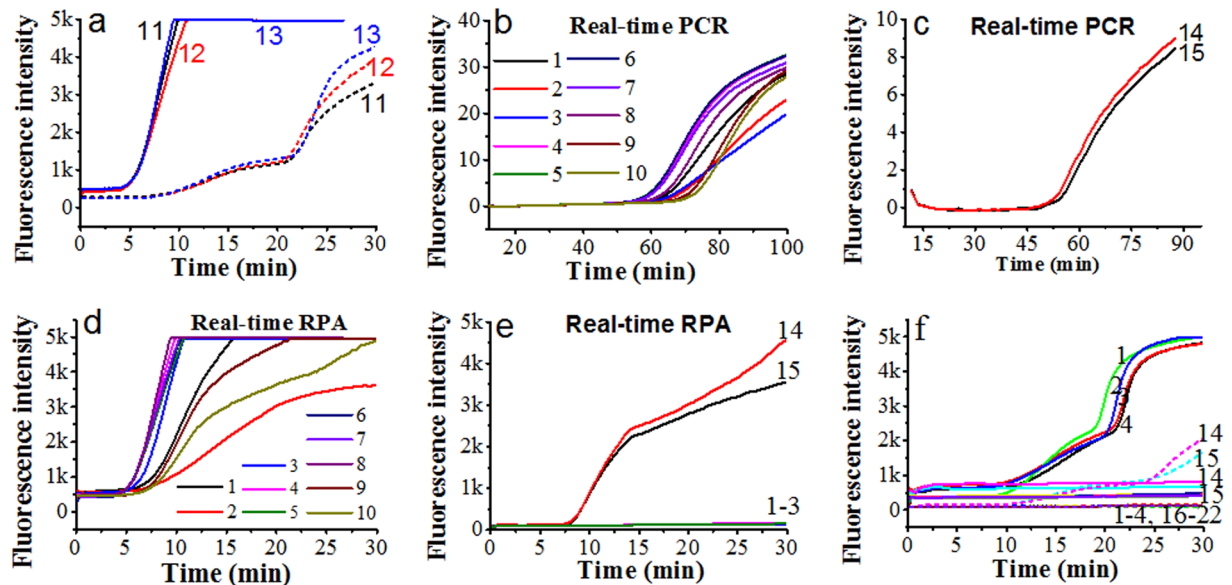 a
Fluorescence intensity
5k
4k
3k
2k
1k
0
11
12
13
13
12
11
0 5 10 15 20 25 30
Time (min)
b
Real-time PCR
Fluorescence intensity
40
30
20
10
0
1 6
2 7
3 8
4 9
5 10
20 40 60 80 100
Time (min)
c
Real-time PCR
Fluorescence intensity
10
8
6
4
2
0
14
15
15 30 45 60 75 90
Time (min)
d
Real-time RPA
Fluorescence intensity
5k
4k
3k
2k
1k
0
6
7
3 8
1 4 9
2 5 10
0 5 10 15 20 25 30
Time (min)
e
Real-time RPA
Fluorescence intensity
5k
4k
3k
2k
1k
0
14
15
1-3
0 5 10 15 20 25 30
Time (min)
f
Fluorescence intensity
5k
4k
3k
2k
1k
0
1
2
3
4
14
15
14
15
1-4, 16-22
0 5 10 15 20 25 30
Time (min)